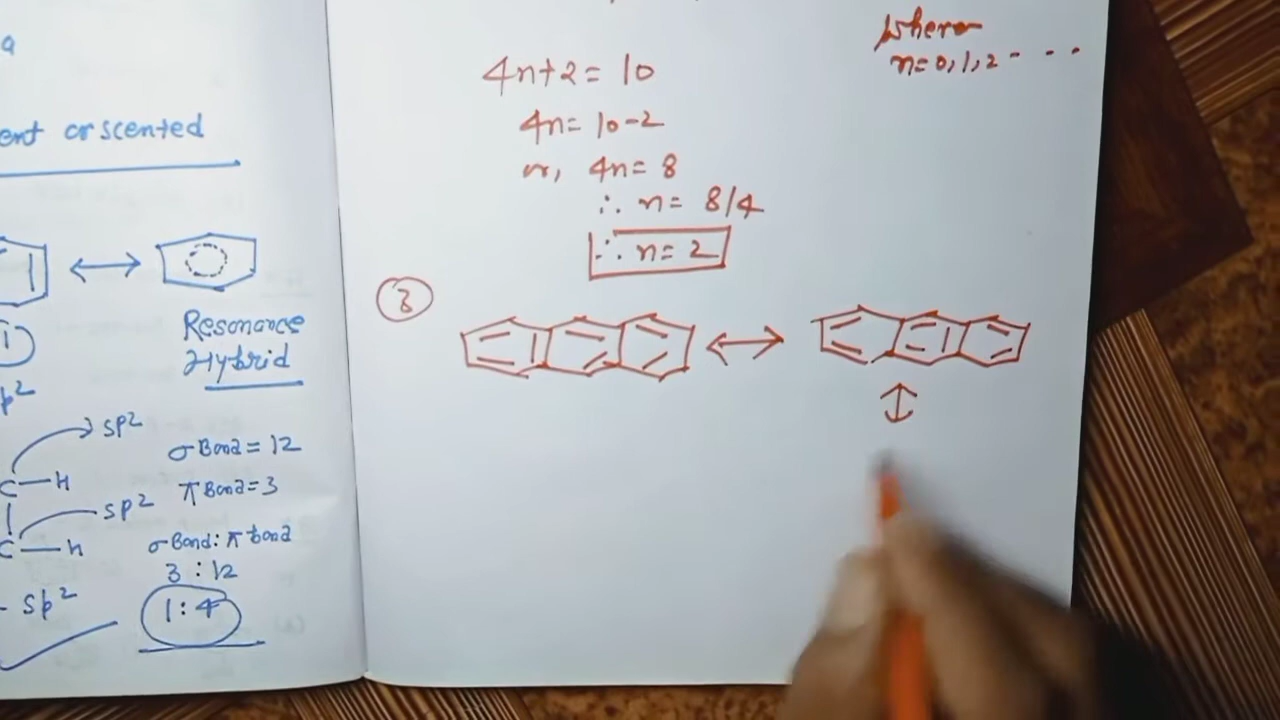 ent or scented
Resonance
Hybrid
sp²
C—H
sp²
C—H
sp²
σ Bond = 12
π Bond = 3
σ Bond : π bond
3 : 12
1 : 4
where
n = 0, 1, 2 - - -
4n+2 = 10
4n = 10-2
or, 4n = 8
∴ n = 8/4
∴ n = 2
3